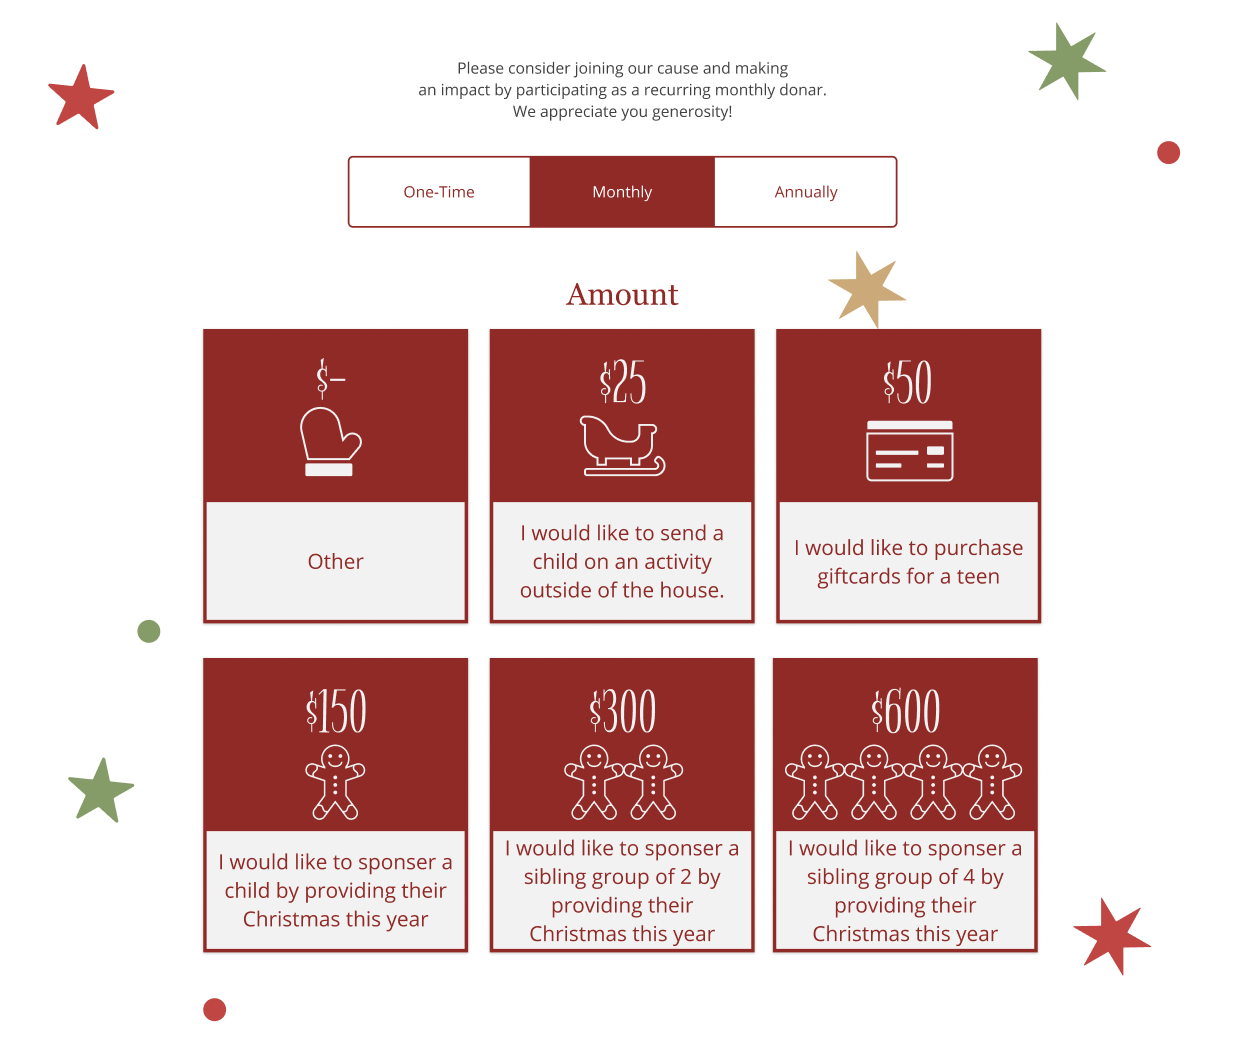 Please consider joining our cause and making
an impact by participating as a recurring monthly donar.
We appreciate you generosity!
One-Time
Monthly
Annually
Amount
$–
Other
$25
I would like to send a
child on an activity
outside of the house.
$50
I would like to purchase
giftcards for a teen
$150
I would like to sponser a
child by providing their
Christmas this year
$300
I would like to sponser a
sibling group of 2 by
providing their
Christmas this year
$600
I would like to sponser a
sibling group of 4 by
providing their
Christmas this year